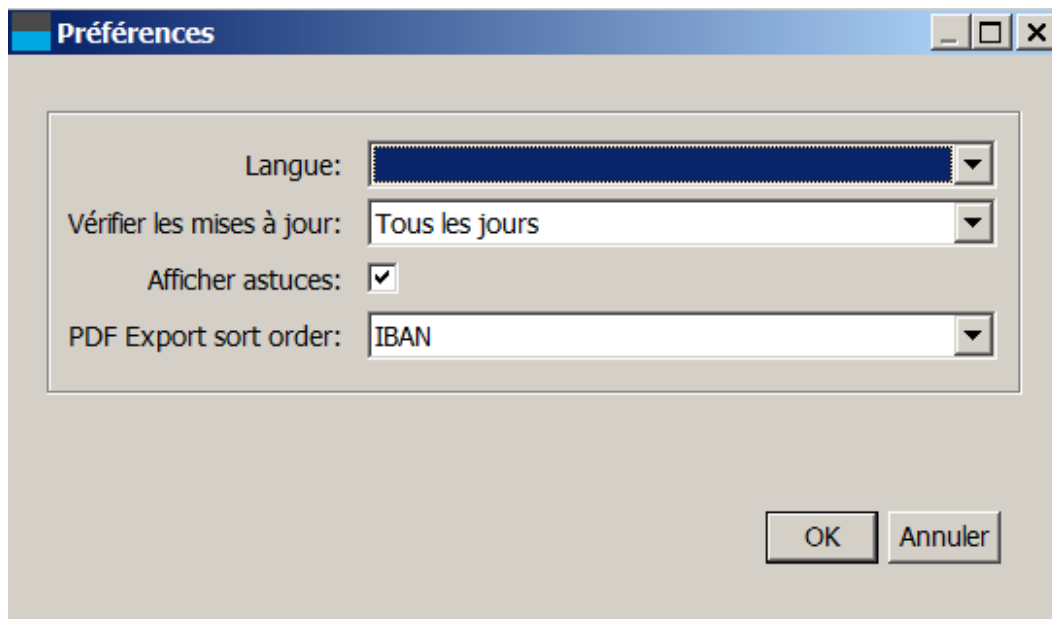 Préférences
Langue:
Vérifier les mises à jour: Tous les jours
Afficher astuces:
PDF Export sort order: IBAN
OK Annuler